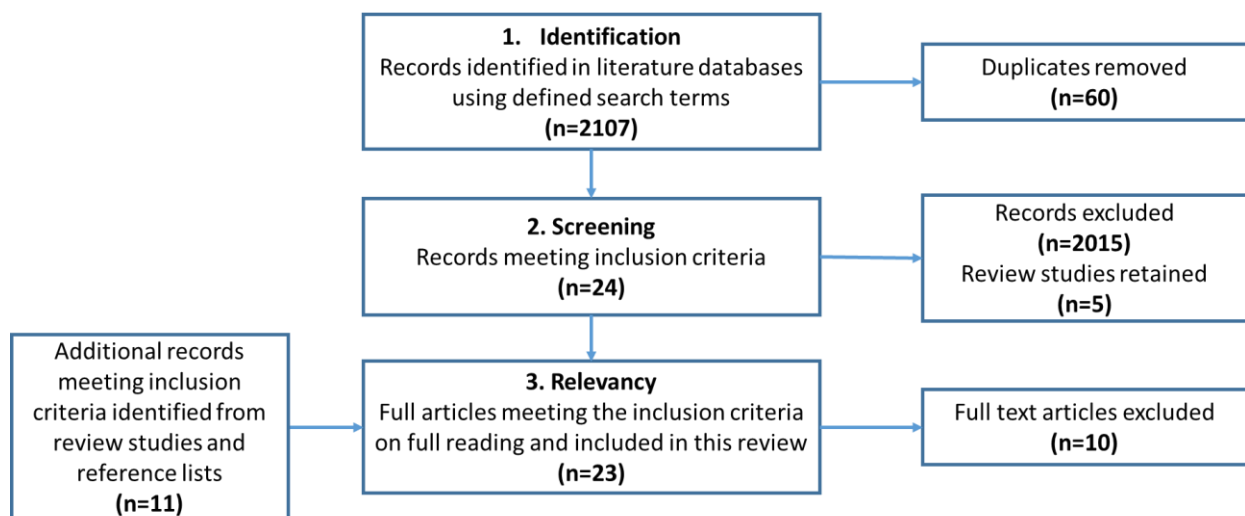 1. Identification
Records identified in literature databases
using defined search terms
(n=2107)
Duplicates removed
(n=60)
2. Screening
Records meeting inclusion criteria
(n=24)
Records excluded
(n=2015)
Review studies retained
(n=5)
Additional records
meeting inclusion
criteria identified from
review studies and
reference lists
(n=11)
3. Relevancy
Full articles meeting the inclusion criteria
on full reading and included in this review
(n=23)
Full text articles excluded
(n=10)